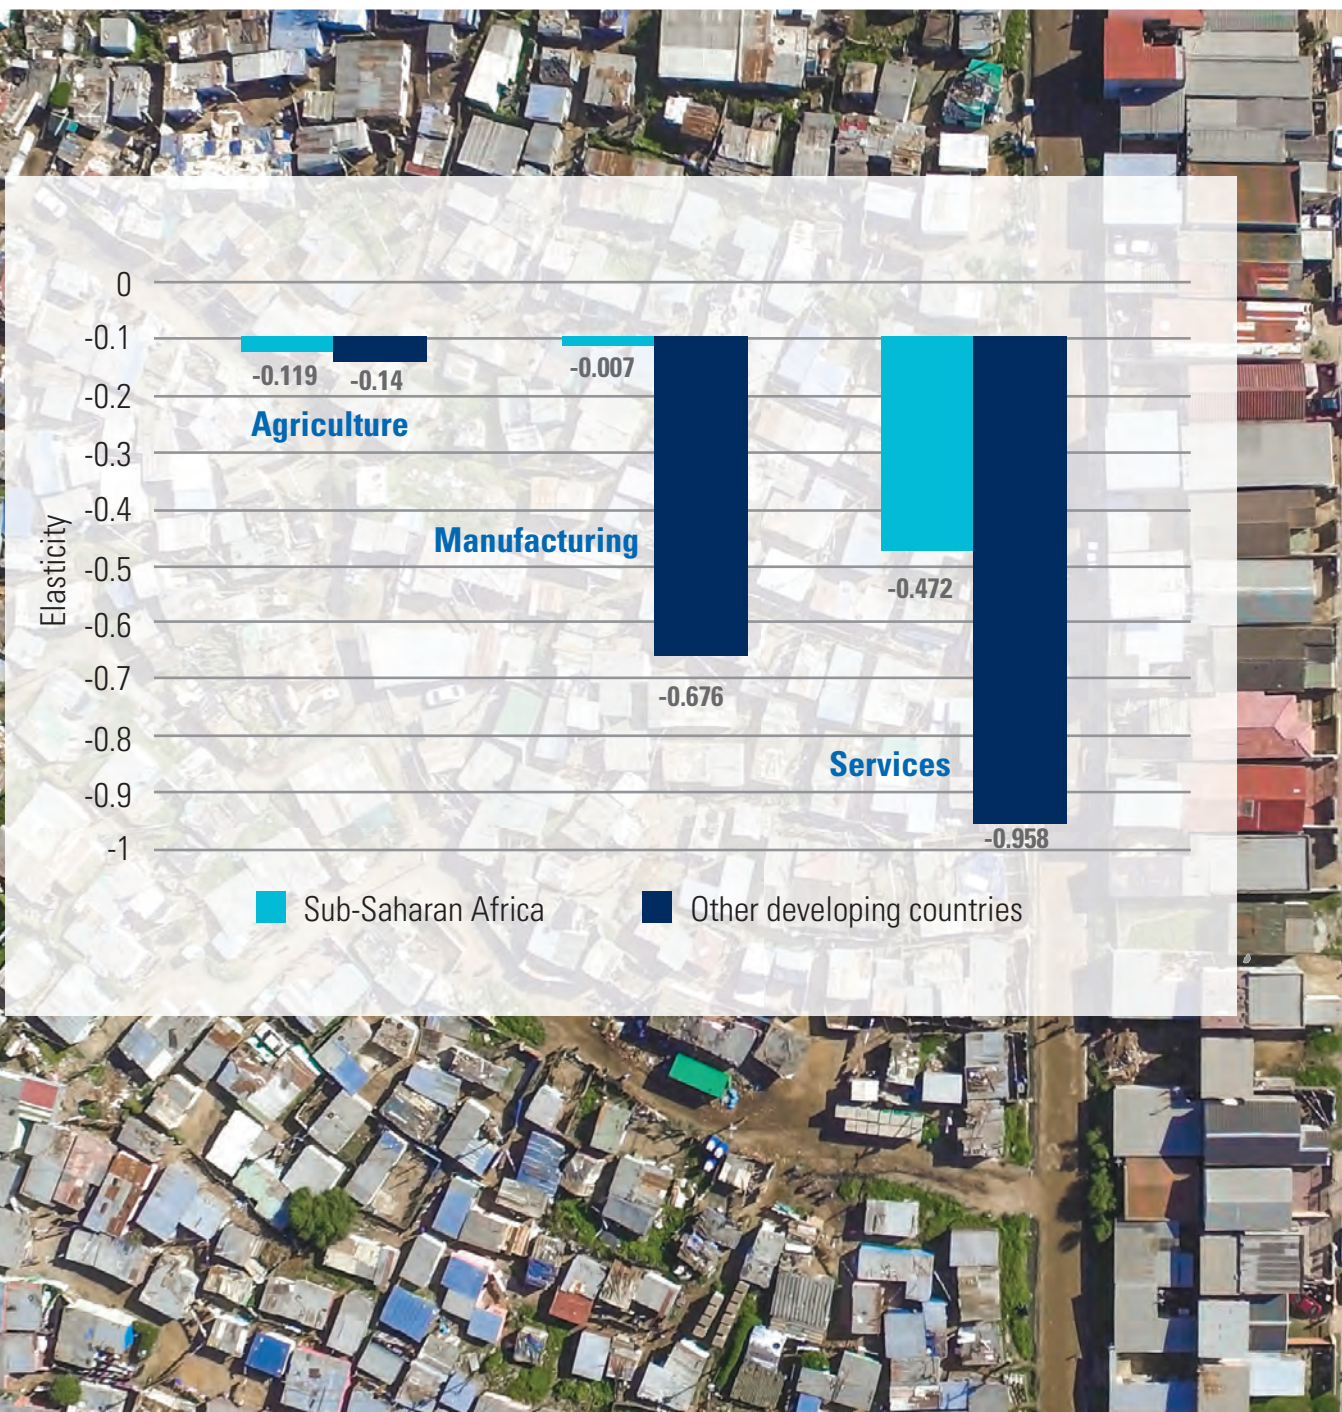 0
-0.1
-0.2
-0.3
-0.4
-0.5
-0.6
-0.7
-0.8
-0.9
-1
Elasticity
-0.119 -0.14
Agriculture
-0.007
-0.676
Manufacturing
-0.472
-0.958
Services
Sub-Saharan Africa
Other developing countries